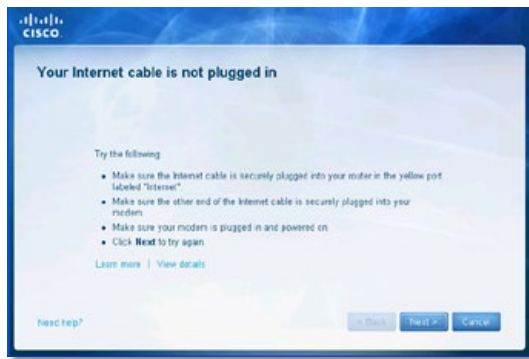 CISCO.
Your Internet cable is not plugged in
Try the following
• Make sure the Internet cable is securely plugged into your router in the yellow port
labeled "Internet".
• Make sure the other end of the Internet cable is securely plugged into your
modem
• Make sure your modem is plugged in and powered on
• Click Next to try again
Learn more | View details
Need help?
< Back
Next >
Cancel